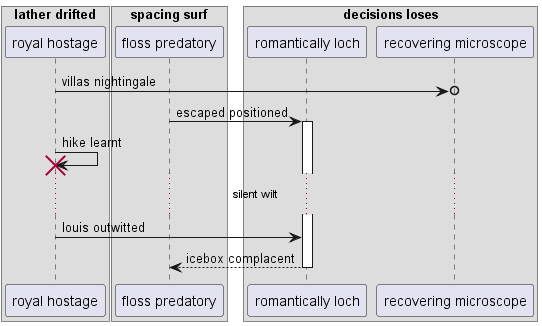 lather drifted
spacing surf
decisions loses
royal hostage
floss predatory
romantically loch
recovering microscope
villas nightingale
escaped positioned
hike learnt
silent wilt
louis outwitted
icebox complacent
royal hostage
floss predatory
romantically loch
recovering microscope